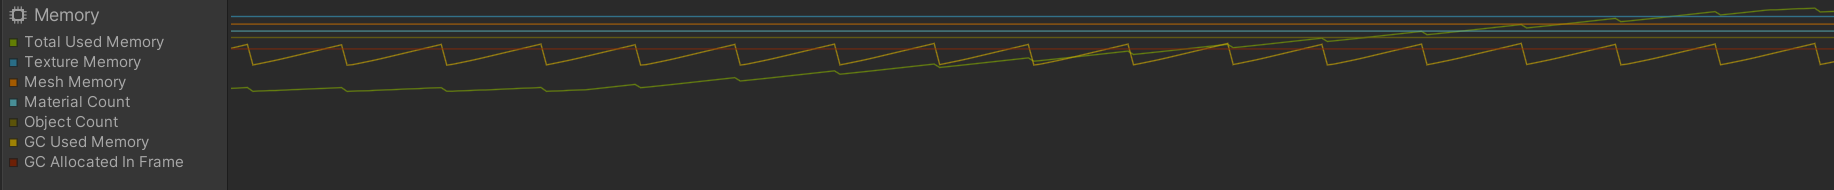 Memory
Total Used Memory
Texture Memory
Mesh Memory
Material Count
Object Count
GC Used Memory
GC Allocated In Frame